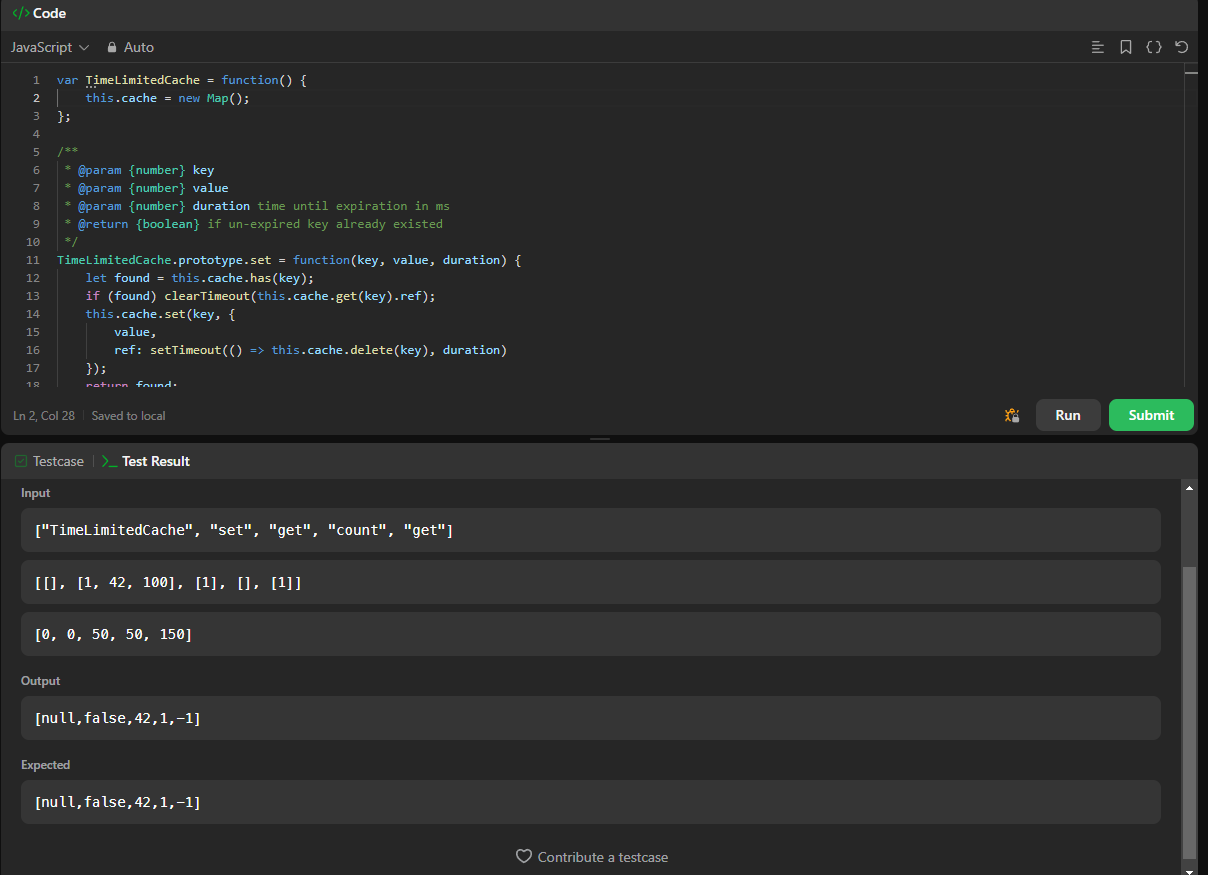 </> Code
JavaScript Auto
1 var TimeLimitedCache = function() {
2 this.cache = new Map();
3 };
4
5 /**
6 * @param {number} key
7 * @param {number} value
8 * @param {number} duration time until expiration in ms
9 * @return {boolean} if un-expired key already existed
10 */
11 TimeLimitedCache.prototype.set = function(key, value, duration) {
12 let found = this.cache.has(key);
13 if (found) clearTimeout(this.cache.get(key).ref);
14 this.cache.set(key, {
15 value,
16 ref: setTimeout(() => this.cache.delete(key), duration)
17 });
18 return found;
Ln 2, Col 28 Saved to local Run Submit
Testcase Test Result
Input
["TimeLimitedCache", "set", "get", "count", "get"]
[[], [1, 42, 100], [1], [], [1]]
[0, 0, 50, 50, 150]
Output
[null,false,42,1,-1]
Expected
[null,false,42,1,-1]
Contribute a testcase